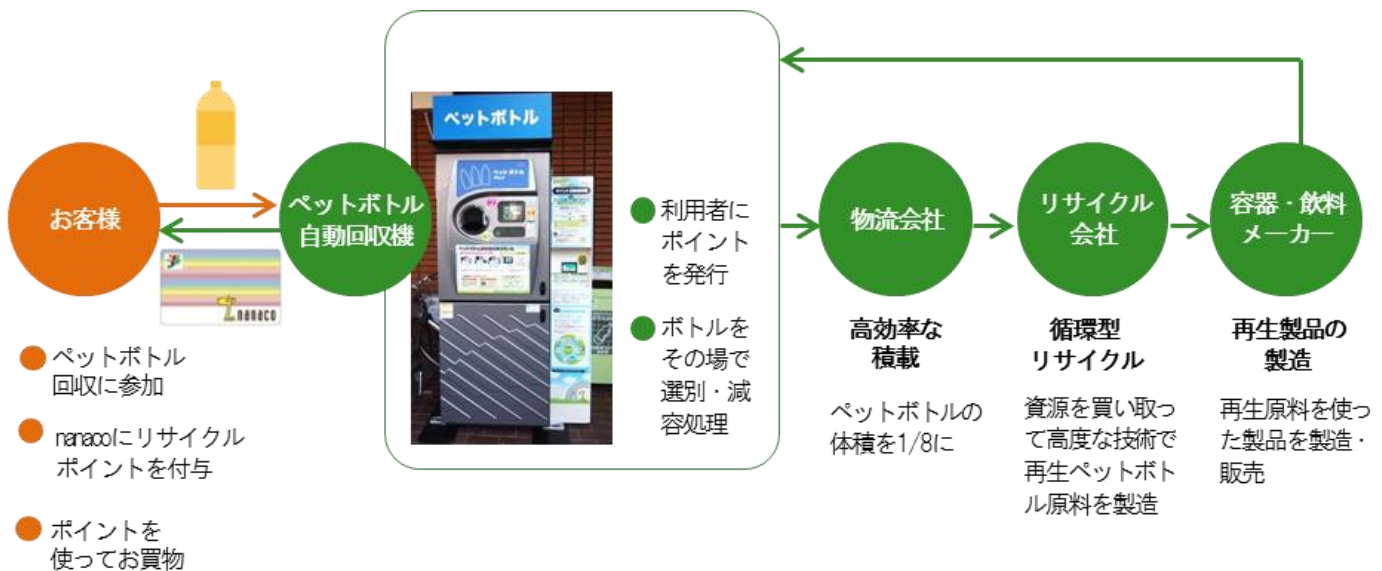 お客様
ペットボトル
自動回収機
nanaco
ペットボトル
回収に参加
nanacoにリサイクル
ポイントを付与
ポイントを
使ってお買物
ペットボトル
利用者に
ポイント
を発行
ボトルを
その場で
選別・減
容処理
物流会社
高効率な
積載
ペットボトルの
体積を1/8に
リサイクル
会社
循環型
リサイクル
資源を買い取っ
て高度な技術で
再生ペットボト
ル原料を製造
容器・飲料
メーカー
再生製品の
製造
再生原料を使っ
た製品を製造・
販売